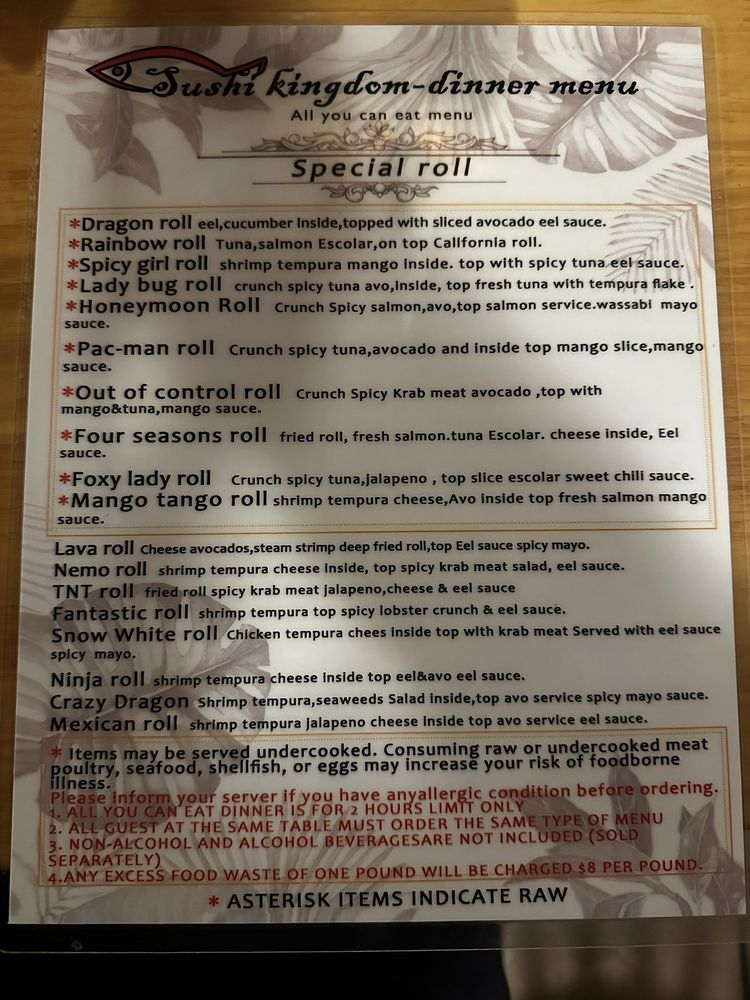 Sushi kingdom-dinner menu
All you can eat menu
Special roll
*Dragon roll eel,cucumber inside,topped with sliced avocado eel sauce.
*Rainbow roll Tuna,salmon Escolar,on top California roll.
*Spicy girl roll shrimp tempura mango inside. top with spicy tuna eel sauce.
*Lady bug roll crunch spicy tuna avo,inside, top fresh tuna with tempura flake .
*Honeymoon Roll Crunch Spicy salmon,avo,top salmon service.wassabi mayo
sauce.
*Pac-man roll Crunch spicy tuna,avocado and inside top mango slice,mango
sauce.
*Out of control roll Crunch Spicy Krab meat avocado ,top with
mango&tuna,mango sauce.
*Four seasons roll fried roll, fresh salmon.tuna Escolar. cheese inside, Eel
sauce.
*Foxy lady roll Crunch spicy tuna,jalapeno , top slice escolar sweet chili sauce.
*Mango tango roll shrimp tempura cheese,Avo inside top fresh salmon mango
sauce.
Lava roll Cheese avocados,steam strimp deep fried roll,top Eel sauce spicy mayo.
Nemo roll shrimp tempura cheese inside, top spicy krab meat salad, eel sauce.
TNT roll fried roll spicy krab meat jalapeno,cheese & eel sauce
Fantastic roll shrimp tempura top spicy lobster crunch & eel sauce.
Snow White roll Chicken tempura chees inside top with krab meat Served with eel sauce
spicy mayo.
Ninja roll shrimp tempura cheese inside top eel&avo eel sauce.
Crazy Dragon Shrimp tempura,seaweeds Salad inside,top avo service spicy mayo sauce.
Mexican roll shrimp tempura jalapeno cheese inside top avo service eel sauce.
* Items may be served undercooked. Consuming raw or undercooked meat
poultry, seafood, shellfish, or eggs may increase your risk of foodborne
illness.
Please inform your server if you have anyallergic condition before ordering.
1. ALL YOU CAN EAT DINNER IS FOR 2 HOURS LIMIT ONLY
2. ALL GUEST AT THE SAME TABLE MUST ORDER THE SAME TYPE OF MENU
3. NON-ALCOHOL AND ALCOHOL BEVERAGESARE NOT INCLUDED (SOLD
SEPARATELY)
4.ANY EXCESS FOOD WASTE OF ONE POUND WILL BE CHARGED $8 PER POUND.
* ASTERISK ITEMS INDICATE RAW